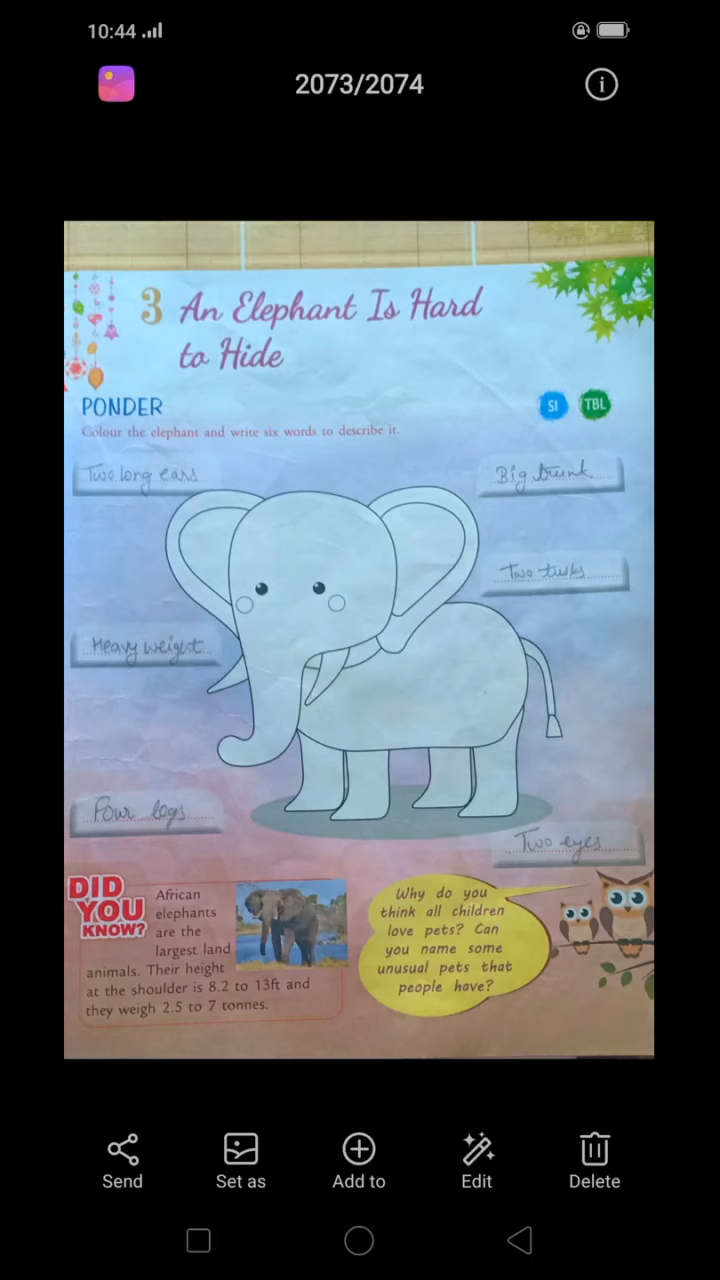 10:44
2073/2074
3 An Elephant Is Hard
to Hide
PONDER
SI TBL
Colour the elephant and write six words to describe it.
Two long ears
Big trunk
Two tusks
Heavy weight
Four legs
Two eyes
DID
YOU
KNOW?
African
elephants
are the
largest land
animals. Their height
at the shoulder is 8.2 to 13ft and
they weigh 2.5 to 7 tonnes.
Why do you
think all children
love pets? Can
you name some
unusual pets that
people have?
Send Set as Add to Edit Delete